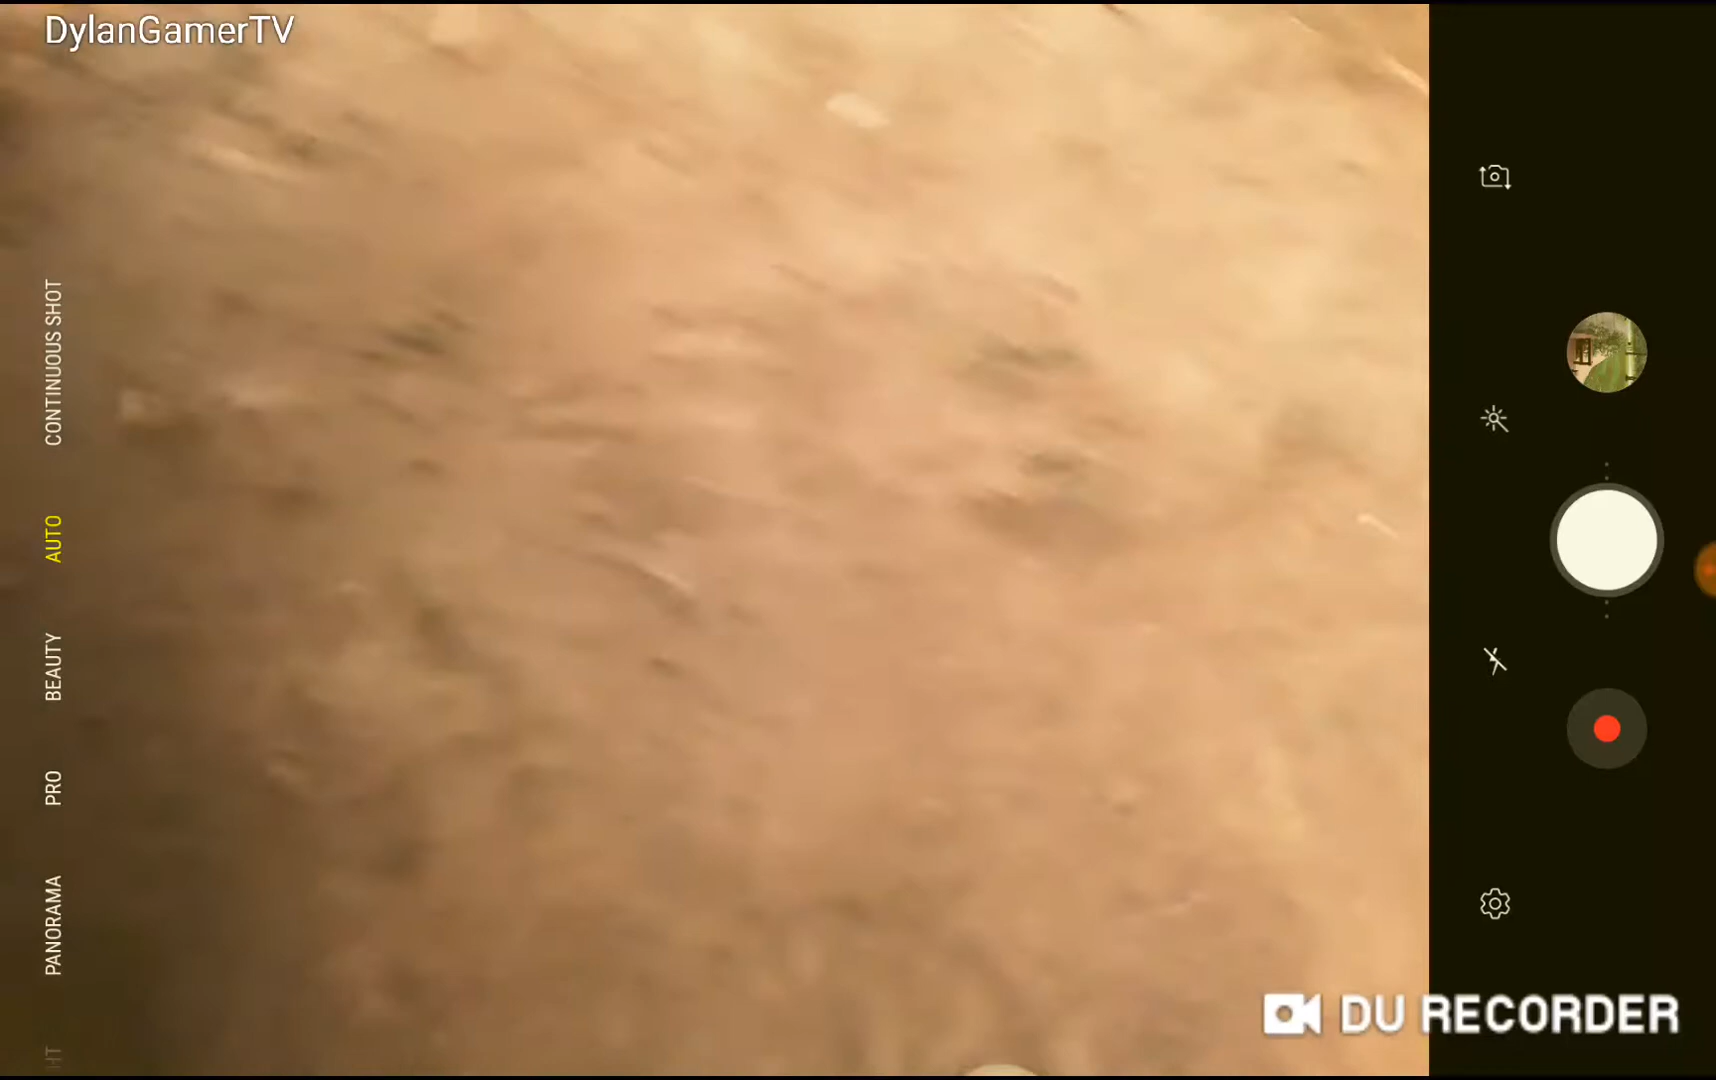 DylanGamerTV
CONTINUOUS SHOT
AUTO
BEAUTY
PRO
PANORAMA
DU RECORDER